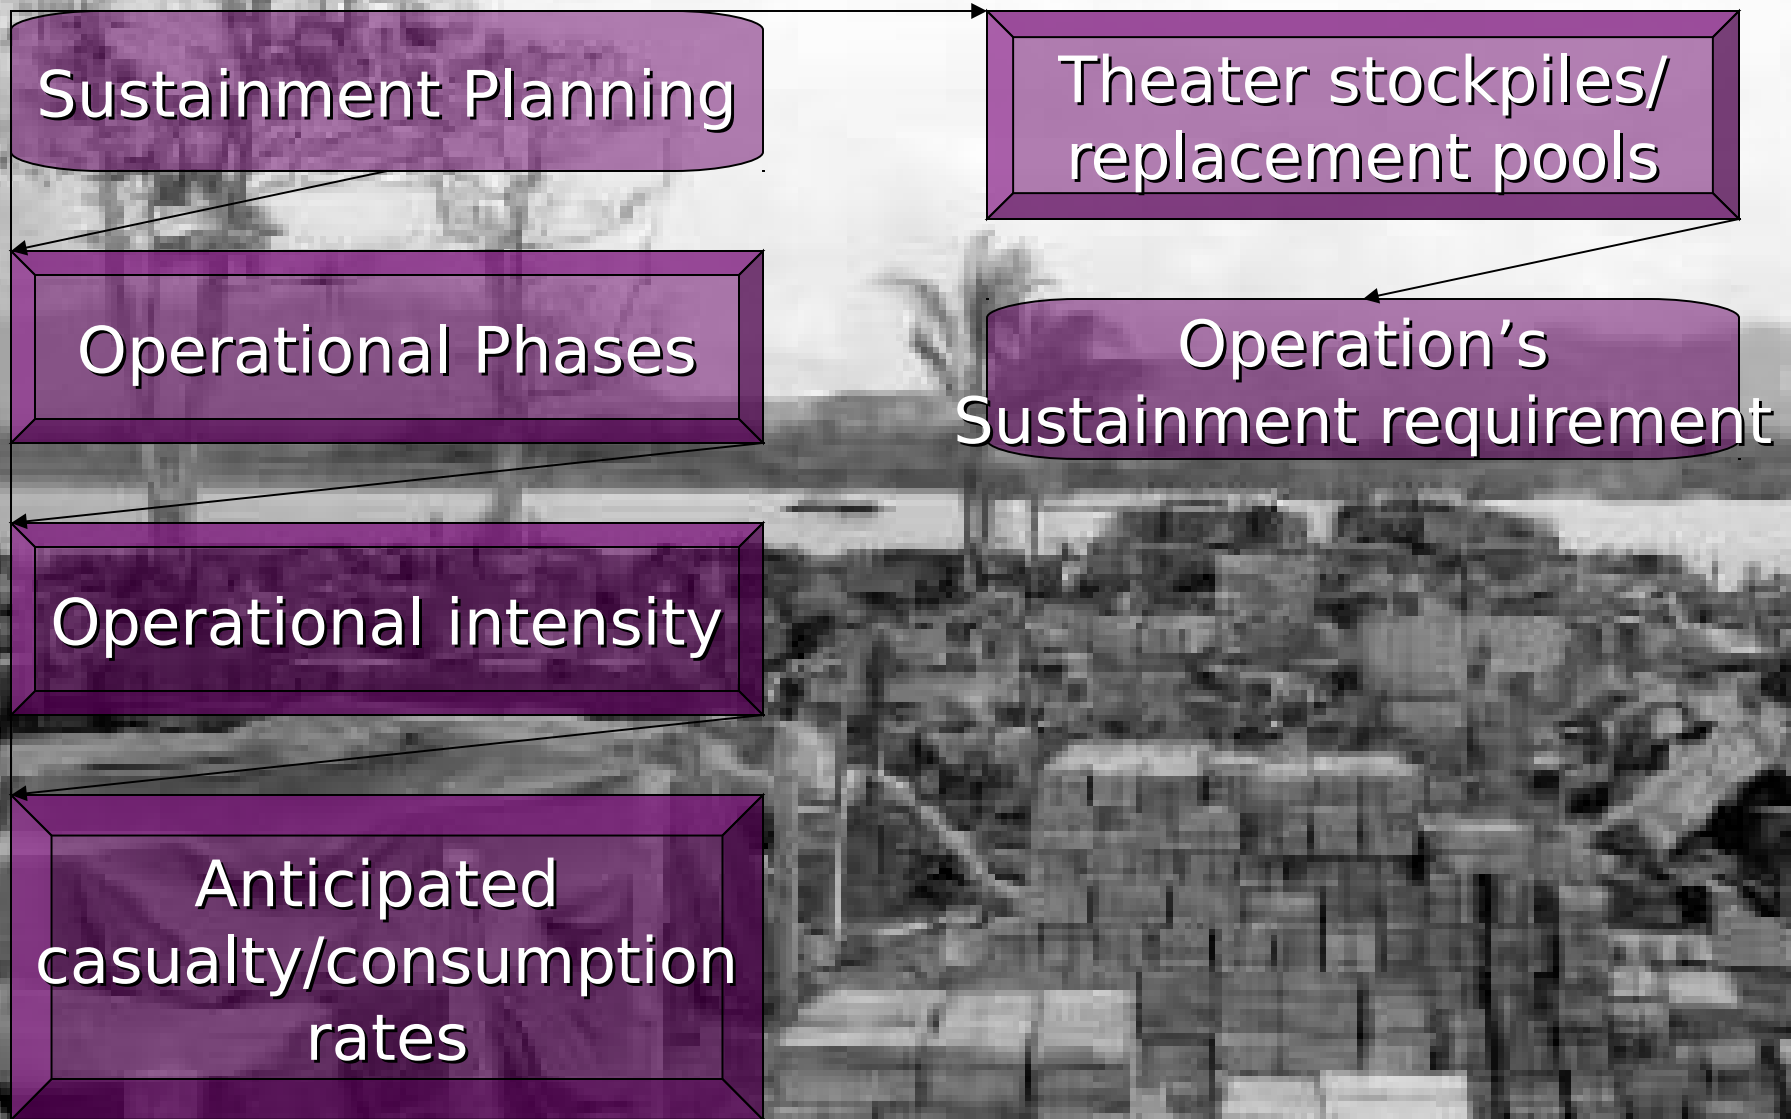 Sustainment Planning
Operational Phases
Operational intensity
Anticipated
casualty/consumption
rates
Theater stockpiles/
replacement pools
Operation’s
Sustainment requirement